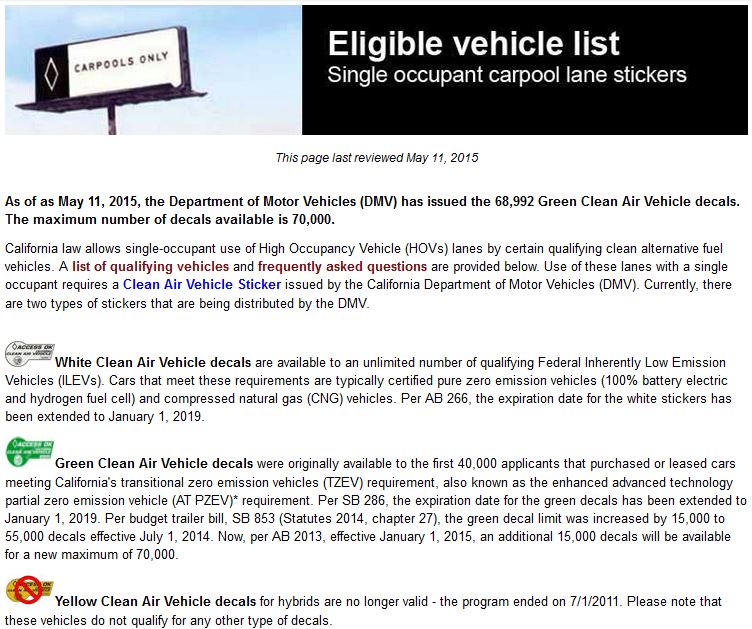 CARPOOLS ONLY
Eligible vehicle list
Single occupant carpool lane stickers
This page last reviewed May 11, 2015
As of as May 11, 2015, the Department of Motor Vehicles (DMV) has issued the 68,992 Green Clean Air Vehicle decals.
The maximum number of decals available is 70,000.
California law allows single-occupant use of High Occupancy Vehicle (HOVs) lanes by certain qualifying clean alternative fuel
vehicles. A list of qualifying vehicles and frequently asked questions are provided below. Use of these lanes with a single
occupant requires a Clean Air Vehicle Sticker issued by the California Department of Motor Vehicles (DMV). Currently, there
are two types of stickers that are being distributed by the DMV.
ACCESS OK
CLEAN AIR VEHICLE
White Clean Air Vehicle decals are available to an unlimited number of qualifying Federal Inherently Low Emission
Vehicles (ILEVs). Cars that meet these requirements are typically certified pure zero emission vehicles (100% battery electric
and hydrogen fuel cell) and compressed natural gas (CNG) vehicles. Per AB 266, the expiration date for the white stickers has
been extended to January 1, 2019.
ACCESS OK
CLEAN AIR VEHICLE
Green Clean Air Vehicle decals were originally available to the first 40,000 applicants that purchased or leased cars
meeting California's transitional zero emission vehicles (TZEV) requirement, also known as the enhanced advanced technology
partial zero emission vehicle (AT PZEV)* requirement. Per SB 286, the expiration date for the green decals has been extended to
January 1, 2019. Per budget trailer bill, SB 853 (Statutes 2014, chapter 27), the green decal limit was increased by 15,000 to
55,000 decals effective July 1, 2014. Now, per AB 2013, effective January 1, 2015, an additional 15,000 decals will be available
for a new maximum of 70,000.
Yellow Clean Air Vehicle decals for hybrids are no longer valid - the program ended on 7/1/2011. Please note that
these vehicles do not qualify for any other type of decals.